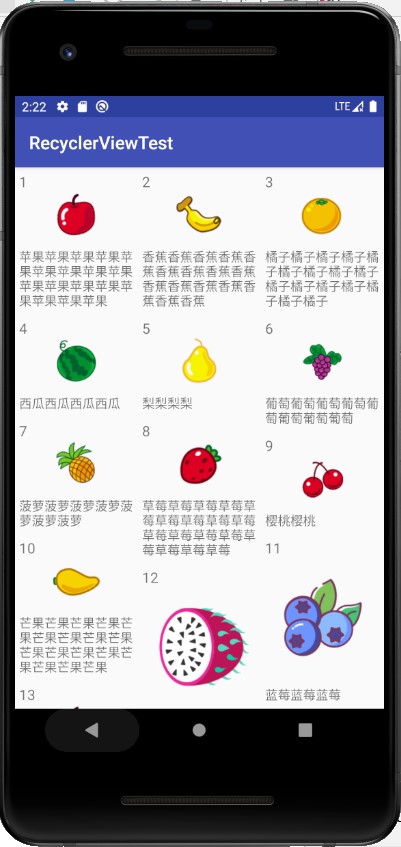 2:22
LTE
RecyclerViewTest
1
苹果苹果苹果苹果苹
果苹果苹果苹果苹果
苹果苹果苹果苹果苹
果苹果苹果苹果
2
香蕉香蕉香蕉香蕉香
蕉香蕉香蕉香蕉香蕉
香蕉香蕉香蕉香蕉香
蕉香蕉香蕉
3
橘子橘子橘子橘子橘
子橘子橘子橘子橘子
橘子橘子橘子橘子橘
子橘子橘子
4
西瓜西瓜西瓜西瓜
5
梨梨梨梨
6
葡萄葡萄葡萄葡萄葡
萄葡萄葡萄葡萄
7
菠萝菠萝菠萝菠萝菠
萝菠萝菠萝
8
草莓草莓草莓草莓草
莓草莓草莓草莓草莓
草莓草莓草莓草莓草
莓草莓草莓草莓
9
樱桃樱桃
10
芒果芒果芒果芒果芒
果芒果芒果芒果芒果
芒果芒果芒果芒果芒
果芒果芒果芒果
11
蓝莓蓝莓蓝莓
12
13